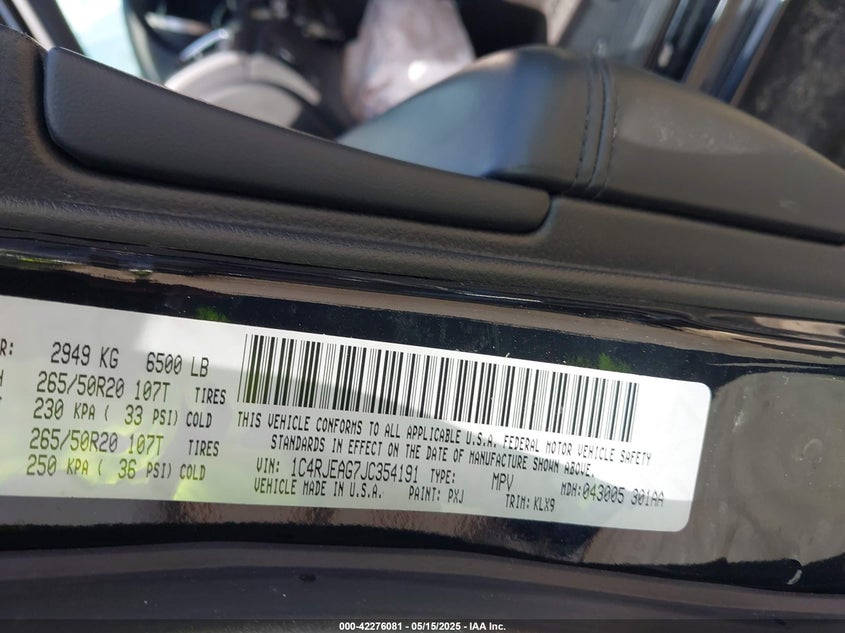 R: 2949 KG 6500 LB
H 265/50R20 107T TIRES
230 KPA ( 33 PSI) COLD
265/50R20 107T TIRES
250 KPA ( 36 PSI) COLD
THIS VEHICLE CONFORMS TO ALL APPLICABLE U.S.A. FEDERAL MOTOR VEHICLE SAFETY
STANDARDS IN EFFECT ON THE DATE OF MANUFACTURE SHOWN ABOVE.
VIN: 1C4RJEAG7JC354191 TYPE: MPV MDH:043005 301AA
VEHICLE MADE IN U.S.A. PAINT: PXJ TRIM: KLX9
000-42276081 — 05/15/2025 — IAA Inc.